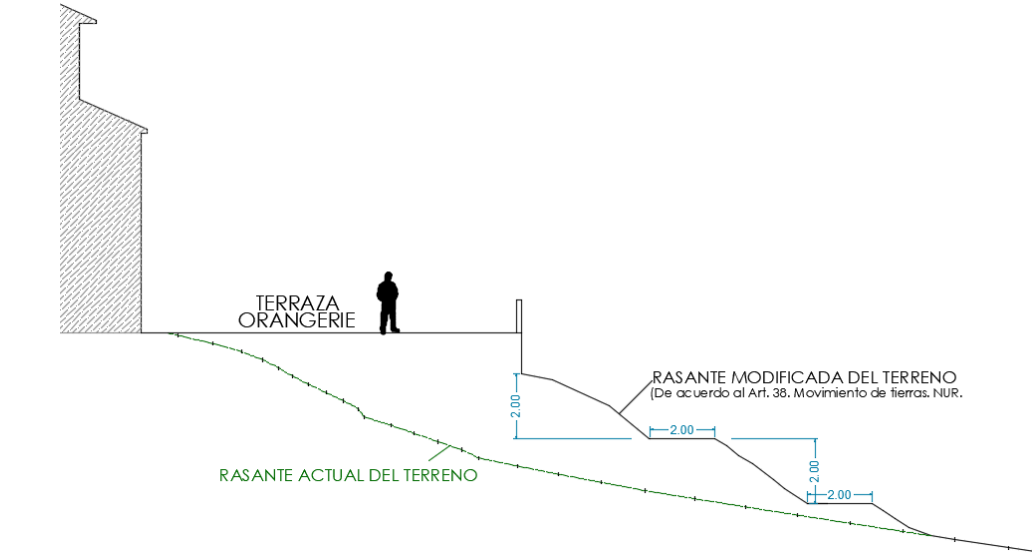 TERRAZA
ORANGERIE
RASANTE MODIFICADA DEL TERRENO
(De acuerdo al Art. 38. Movimiento de tierras. NUR.
2.00
2.00
2.00
2.00
RASANTE ACTUAL DEL TERRENO